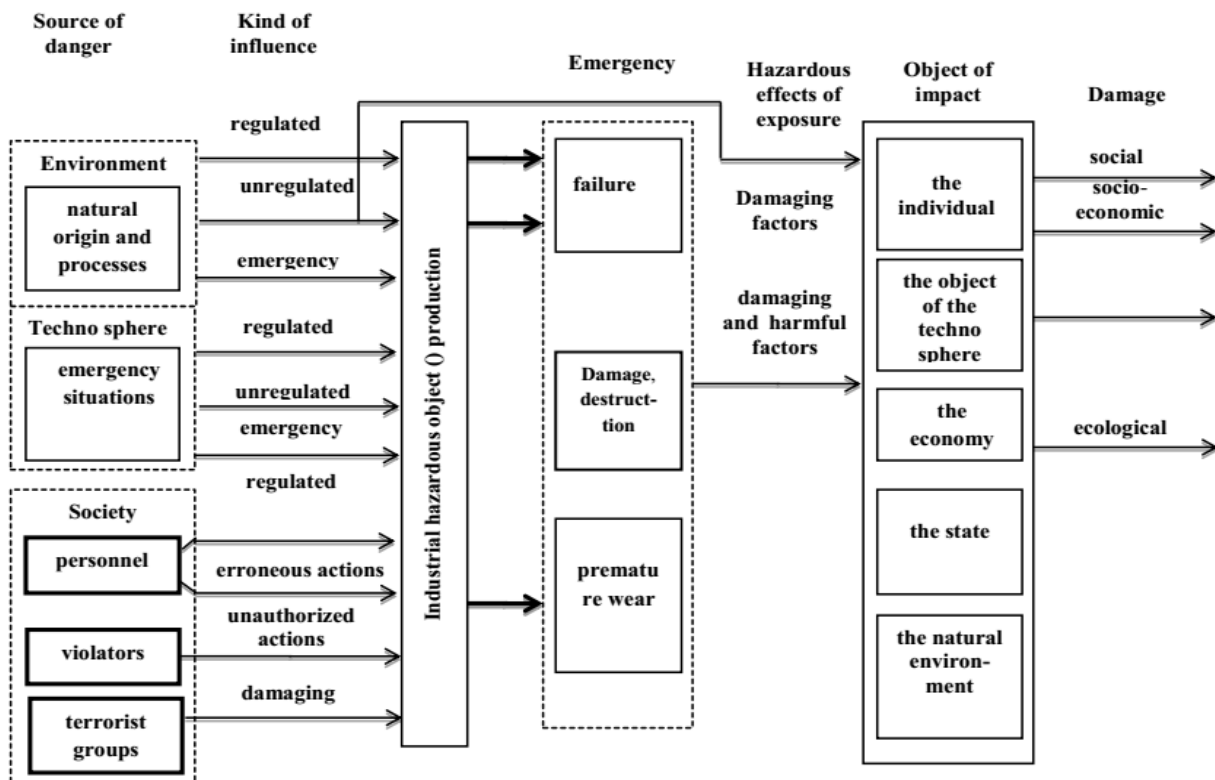 Source of
danger
Kind of
influence
Emergency
Hazardous
effects of
exposure
Object of
impact
Damage
Environment
natural
origin and
processes
Techno sphere
emergency
situations
Society
personnel
violators
terrorist
groups
regulated
unregulated
emergency
regulated
unregulated
emergency
regulated
erroneous actions
unauthorized
actions
damaging
Industrial hazardous object () production
failure
Damage,
destruct-
tion
prematu
re wear
Damaging
factors
damaging
and harmful
factors
the
individual
the object
of the
techno
sphere
the
economy
the state
the natural
environ-
ment
social
socio-
economic
ecological